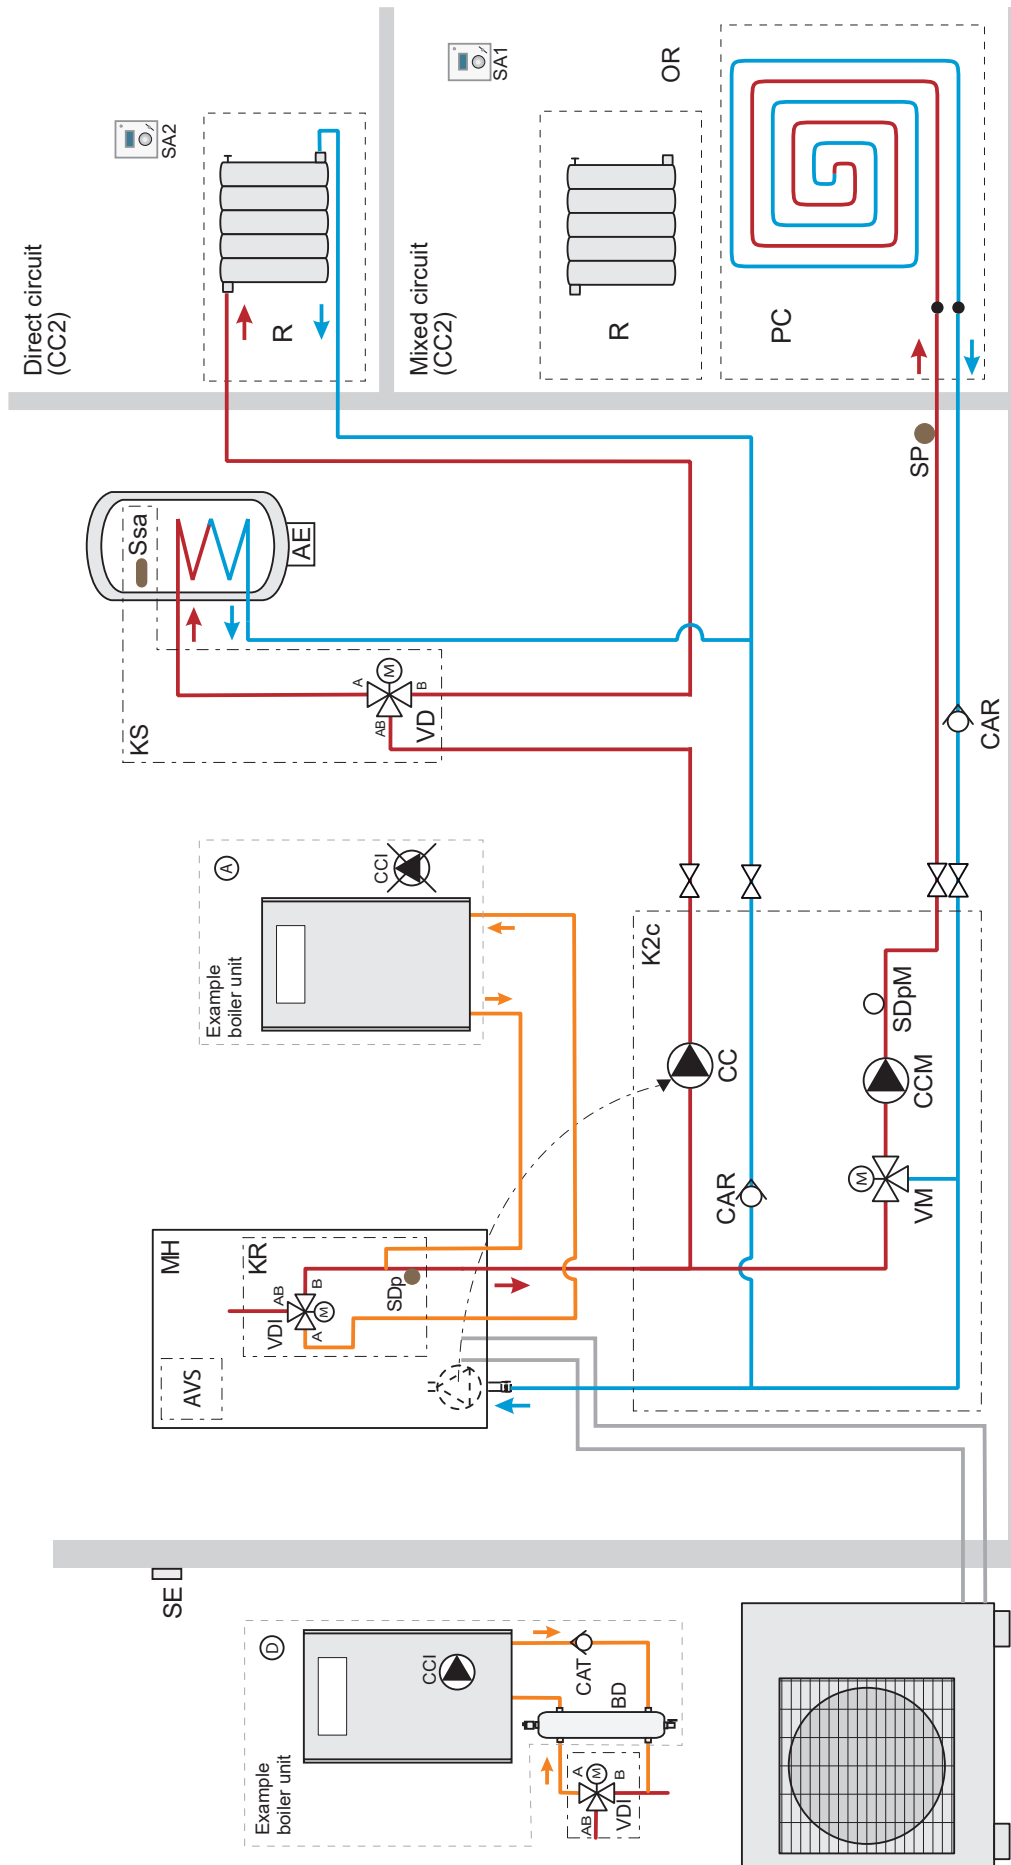 Direct circuit
(CC2)
SA2
R
Mixed circuit
(CC2)
SA1
OR
R
PC
SP
Ssa
AE
KS
A
M
B
AB
VD
CAR
A
CCI
Example
boiler unit
K2c
CC
SDpM
CCM
CAR
M
VM
MH
KR
AB
B
VDI
M
A
SDp
AVS
SE
D
CCI
CAT
BD
Example
boiler unit
A
M
B
AB
VDI